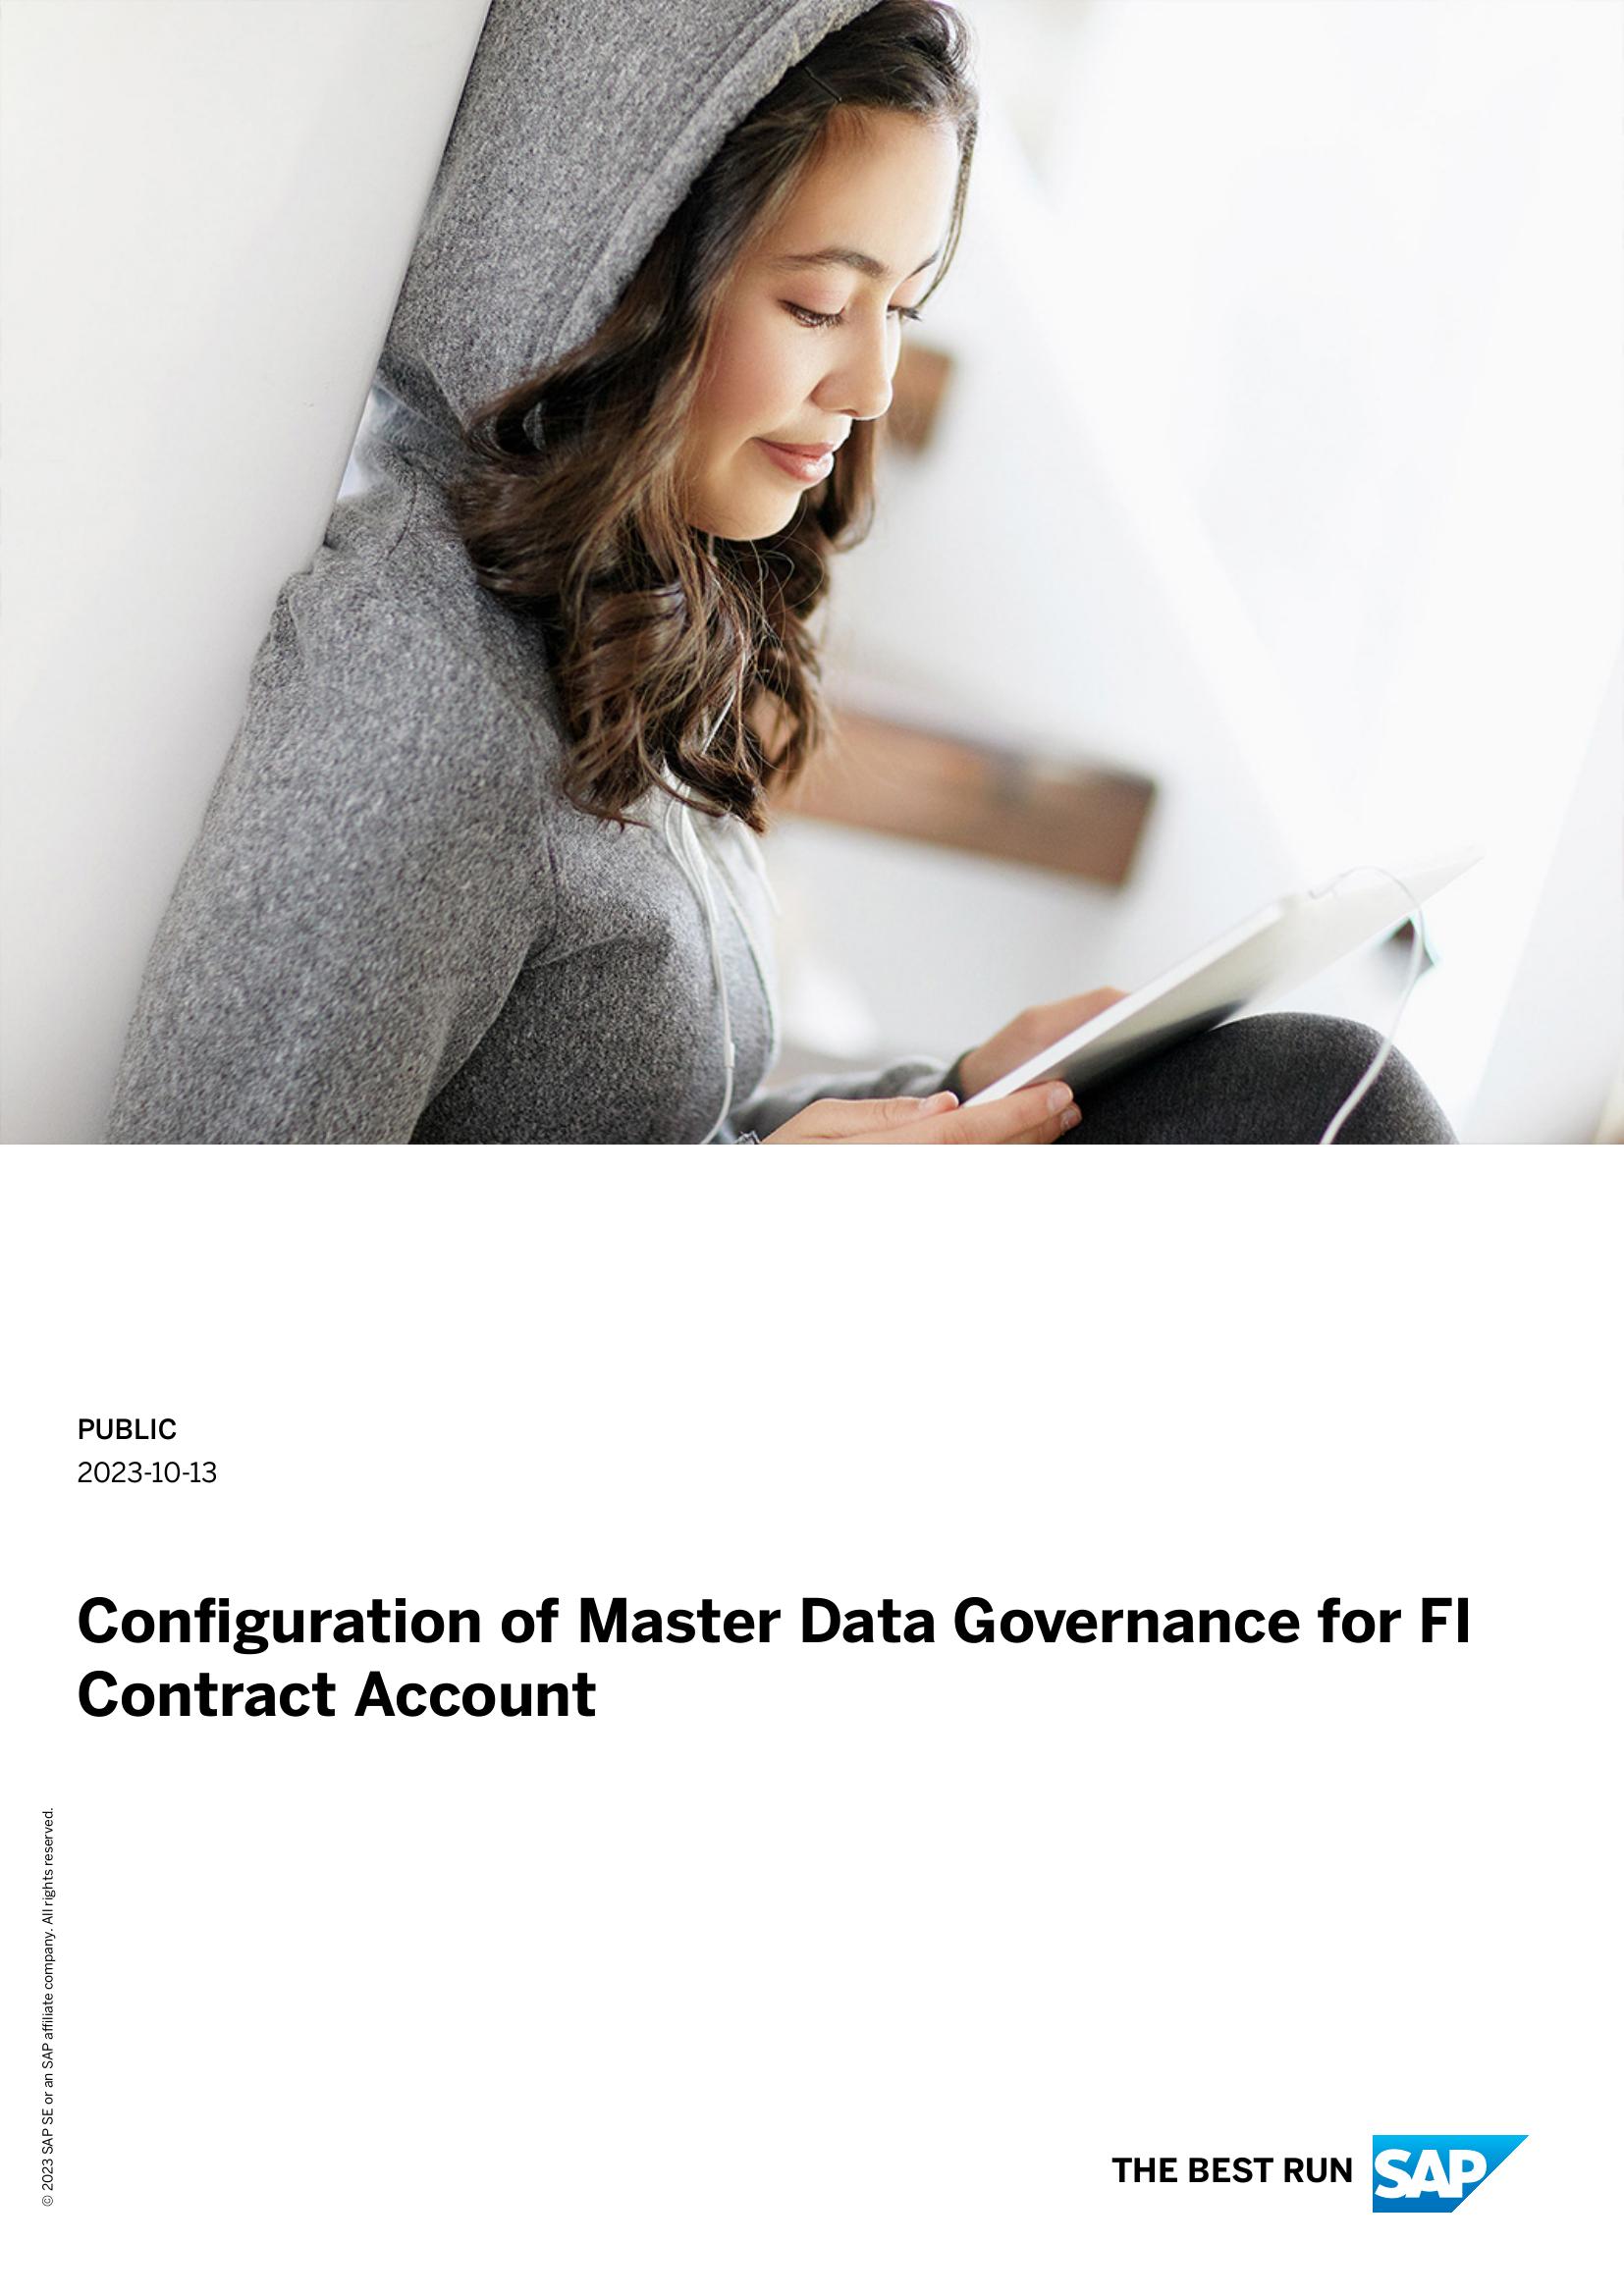 PUBLIC
2023-10-13
Configuration of Master Data Governance for FI
Contract Account
© 2023 SAP SE or an SAP affiliate company. All rights reserved.
THE BEST RUN SAP